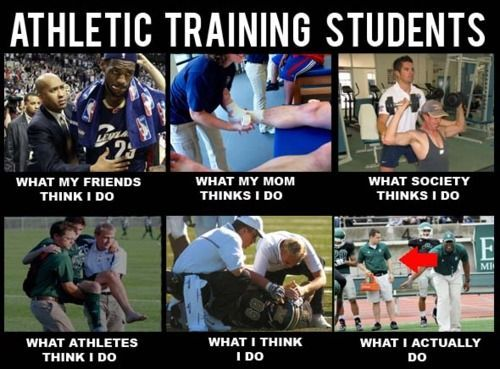 ATHLETIC TRAINING STUDENTS
WHAT MY FRIENDS
THINK I DO
WHAT MY MOM
THINKS I DO
WHAT SOCIETY
THINKS I DO
WHAT ATHLETES
THINK I DO
WHAT I THINK
I DO
WHAT I ACTUALLY
DO
23